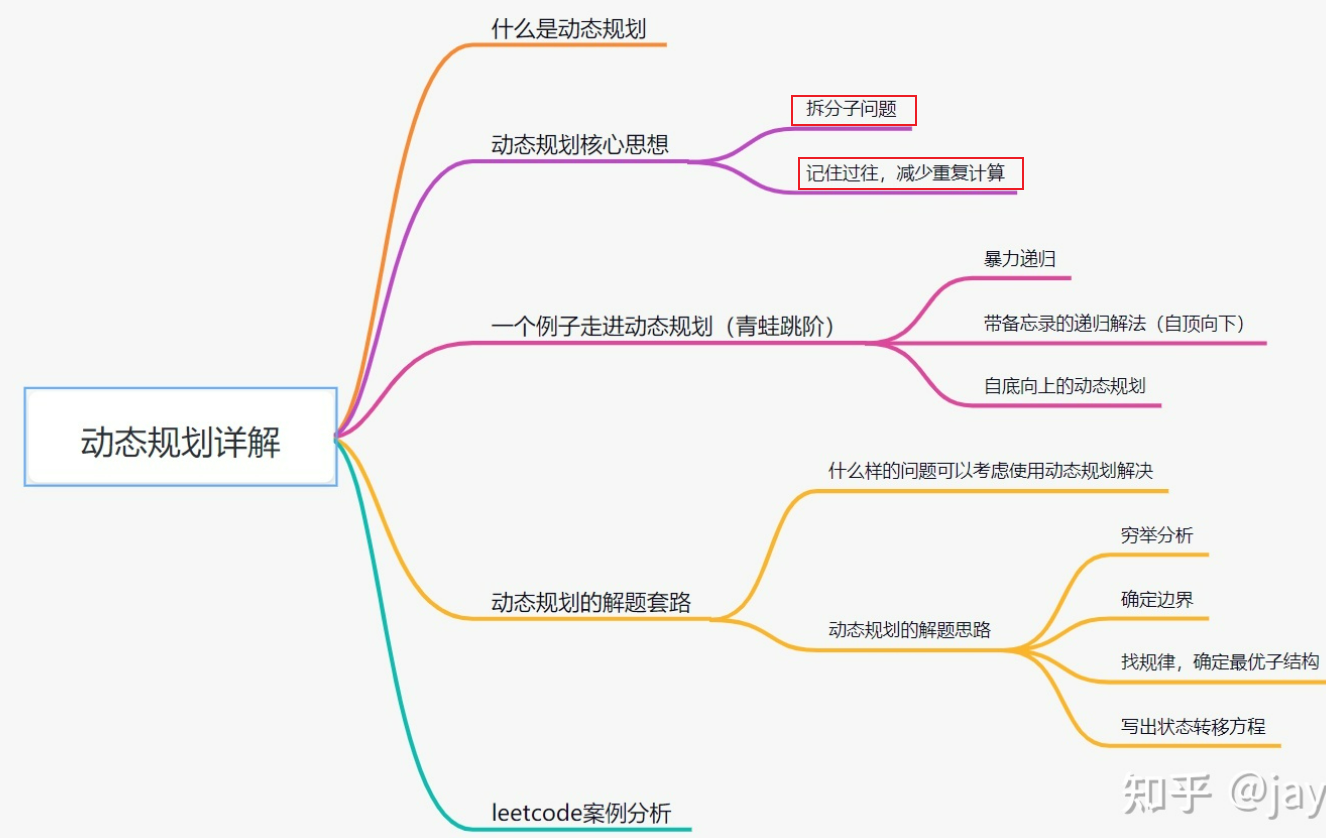 什么是动态规划
拆分子问题
动态规划核心思想
记住过往，减少重复计算
暴力递归
一个例子走进动态规划（青蛙跳阶）
带备忘录的递归解法（自顶向下）
自底向上的动态规划
动态规划详解
什么样的问题可以考虑使用动态规划解决
穷举分析
动态规划的解题套路
确定边界
动态规划的解题思路
找规律，确定最优子结构
写出状态转移方程
leetcode案例分析
知乎 @jay